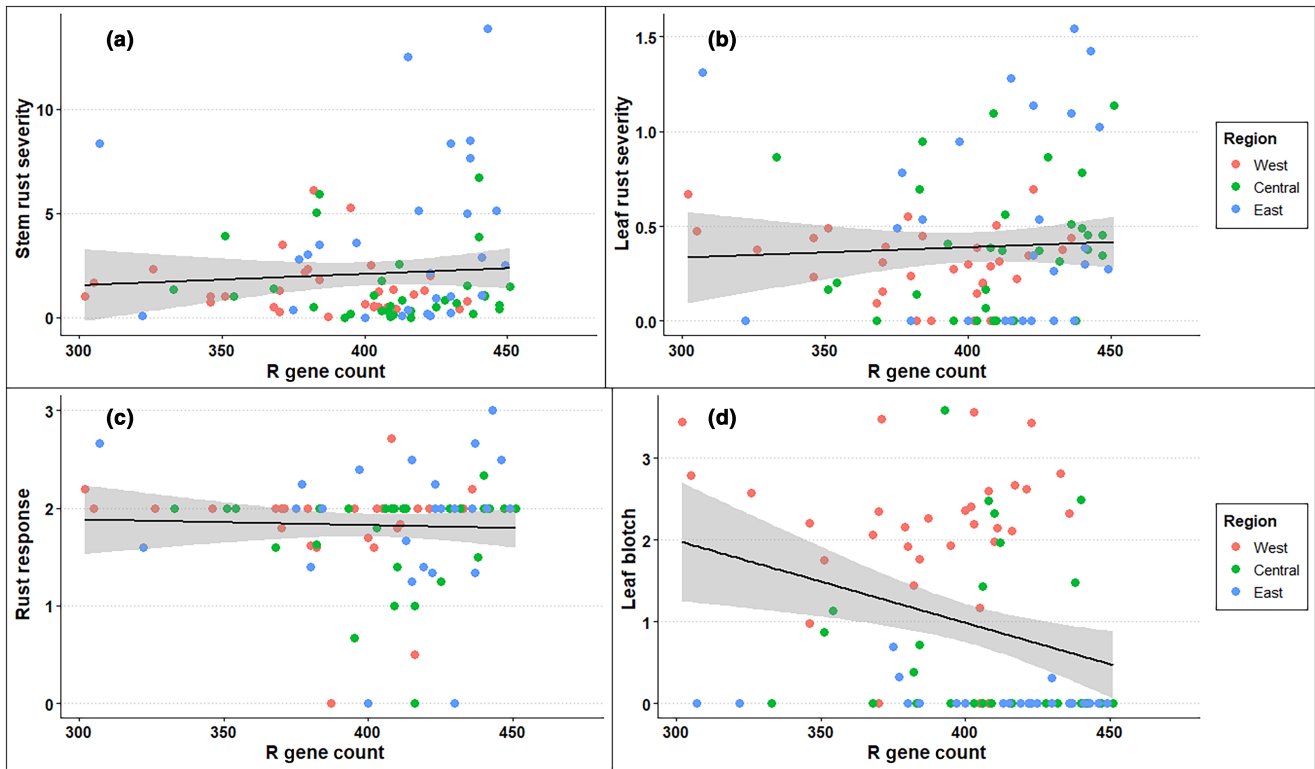 (a)
Stem rust severity
10
5
0
300
350
400
450
R gene count
(b)
Leaf rust severity
1.5
1.0
0.5
0.0
300
350
400
450
R gene count
Region
West
Central
East
(c)
Rust response
3
2
1
0
300
350
400
450
R gene count
(d)
Leaf blotch
3
2
1
0
300
350
400
450
R gene count
Region
West
Central
East